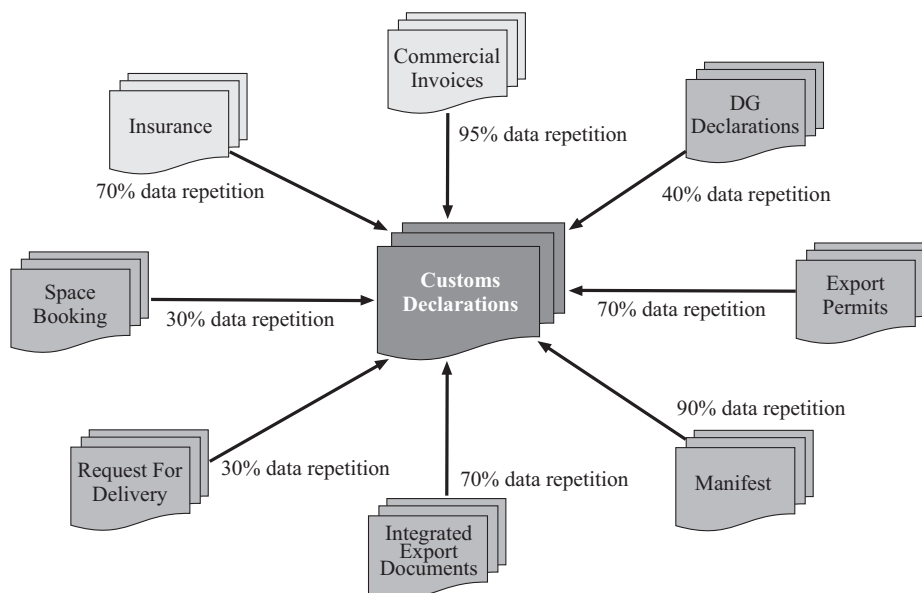 Commercial
Invoices
Insurance
DG
Declarations
95% data repetition
70% data repetition
40% data repetition
Customs
Declarations
Space
Booking
30% data repetition
70% data repetition
Export
Permits
90% data repetition
Request For
Delivery
30% data repetition
70% data repetition
Manifest
Integrated
Export
Documents